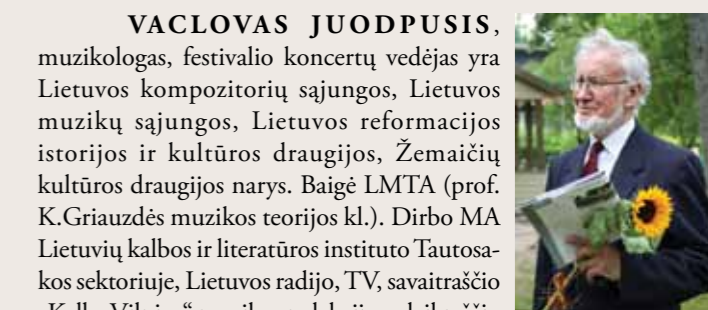 VACLOVAS JUODPUSIS,
muzikologas, festivalio koncertų vedėjas yra
Lietuvos kompozitorių sąjungos, Lietuvos
muzikų sąjungos, Lietuvos reformacijos
istorijos ir kultūros draugijos, Žemaičių
kultūros draugijos narys. Baigė LMTA (prof.
K.Griauzdės muzikos teorijos kl.). Dirbo MA
Lietuvių kalbos ir literatūros instituto Tautosa-
kos sektoriuje, Lietuvos radijo, TV, savaitraščio